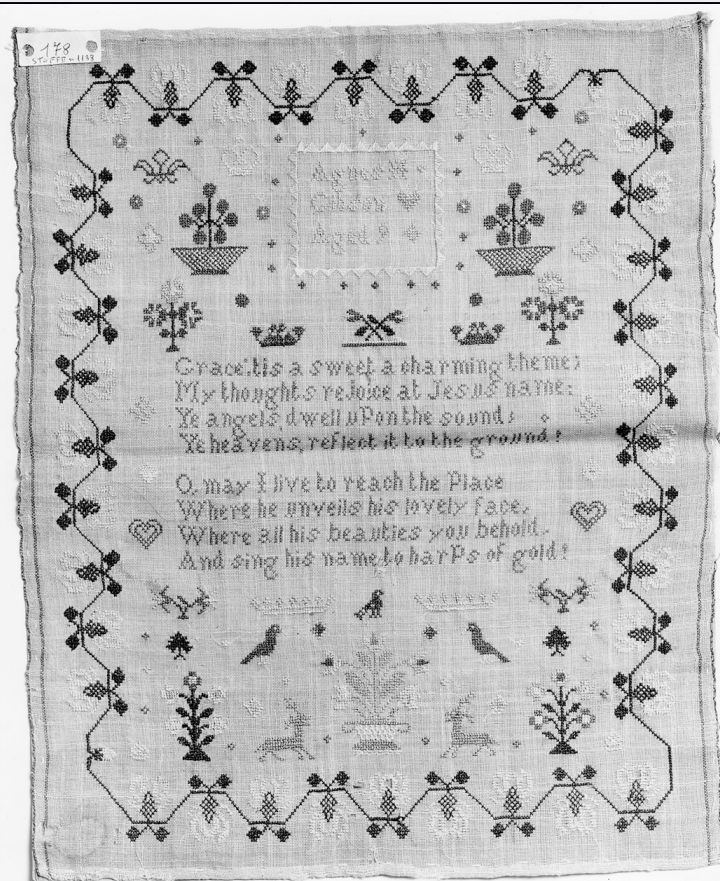 178
Agnes
Aged 9
Grace! tis a sweet a charming theme;
My thoughts rejoice at Jesus name:
Ye angels dwell uPon the sound;
Ye heavens, reflect it to the ground!
O, may I live to reach the Place
Where he unveils his lovely face,
Where all his beauties you behold,
And sing his name to harPs of gold!